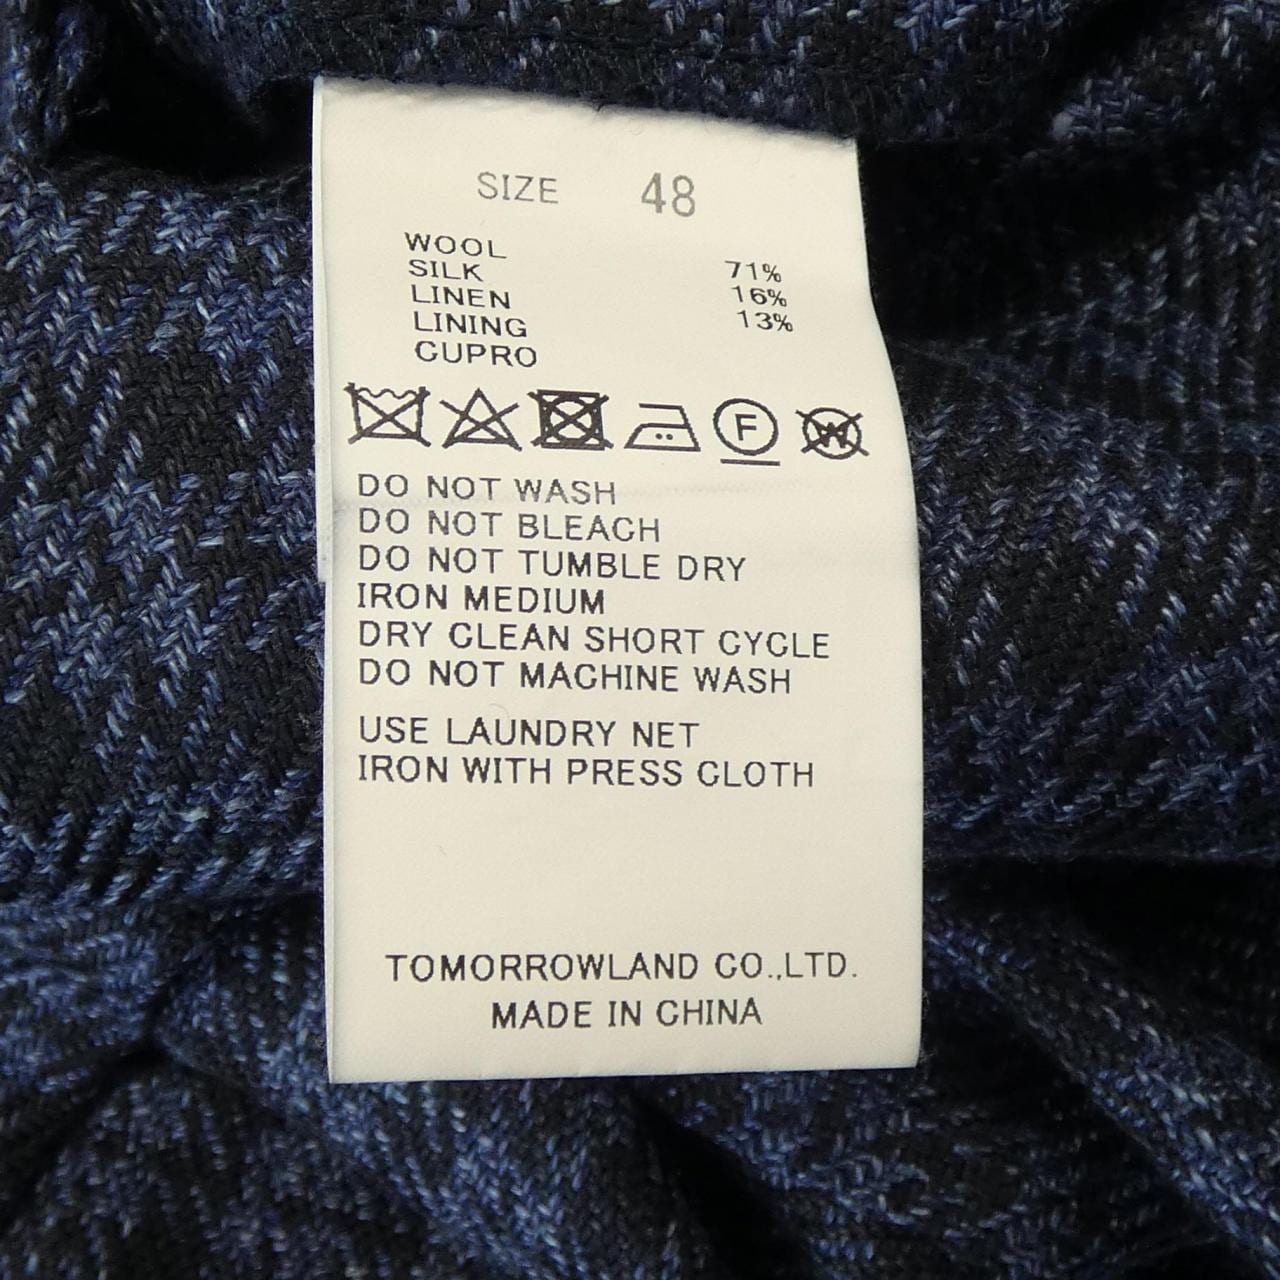 SIZE 48
WOOL 71%
SILK 16%
LINEN 13%
LINING
CUPRO
F W
DO NOT WASH
DO NOT BLEACH
DO NOT TUMBLE DRY
IRON MEDIUM
DRY CLEAN SHORT CYCLE
DO NOT MACHINE WASH
USE LAUNDRY NET
IRON WITH PRESS CLOTH
TOMORROWLAND CO.,LTD.
MADE IN CHINA